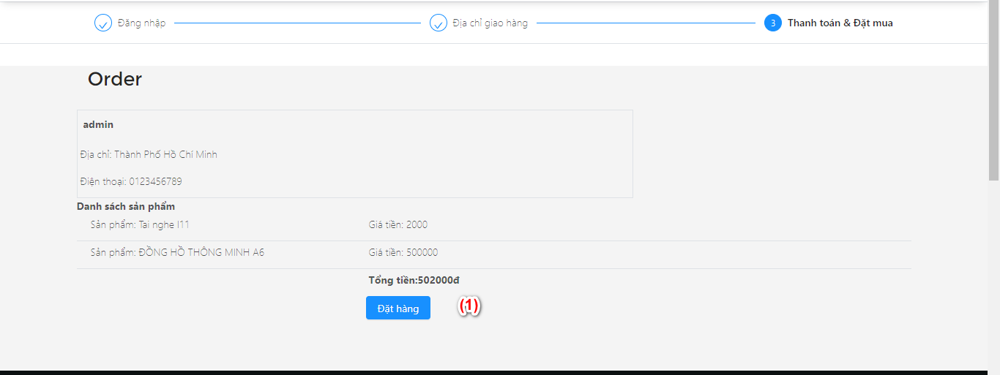 Đăng nhập
Địa chỉ giao hàng
3 Thanh toán & Đặt mua
Order
admin
Địa chỉ: Thành Phố Hồ Chí Minh
Điện thoại: 0123456789
Danh sách sản phẩm
Sản phẩm: Tai nghe I11 Giá tiền: 2000
Sản phẩm: ĐỒNG HỒ THÔNG MINH A6 Giá tiền: 500000
Tổng tiền:502000đ
Đặt hàng (1)